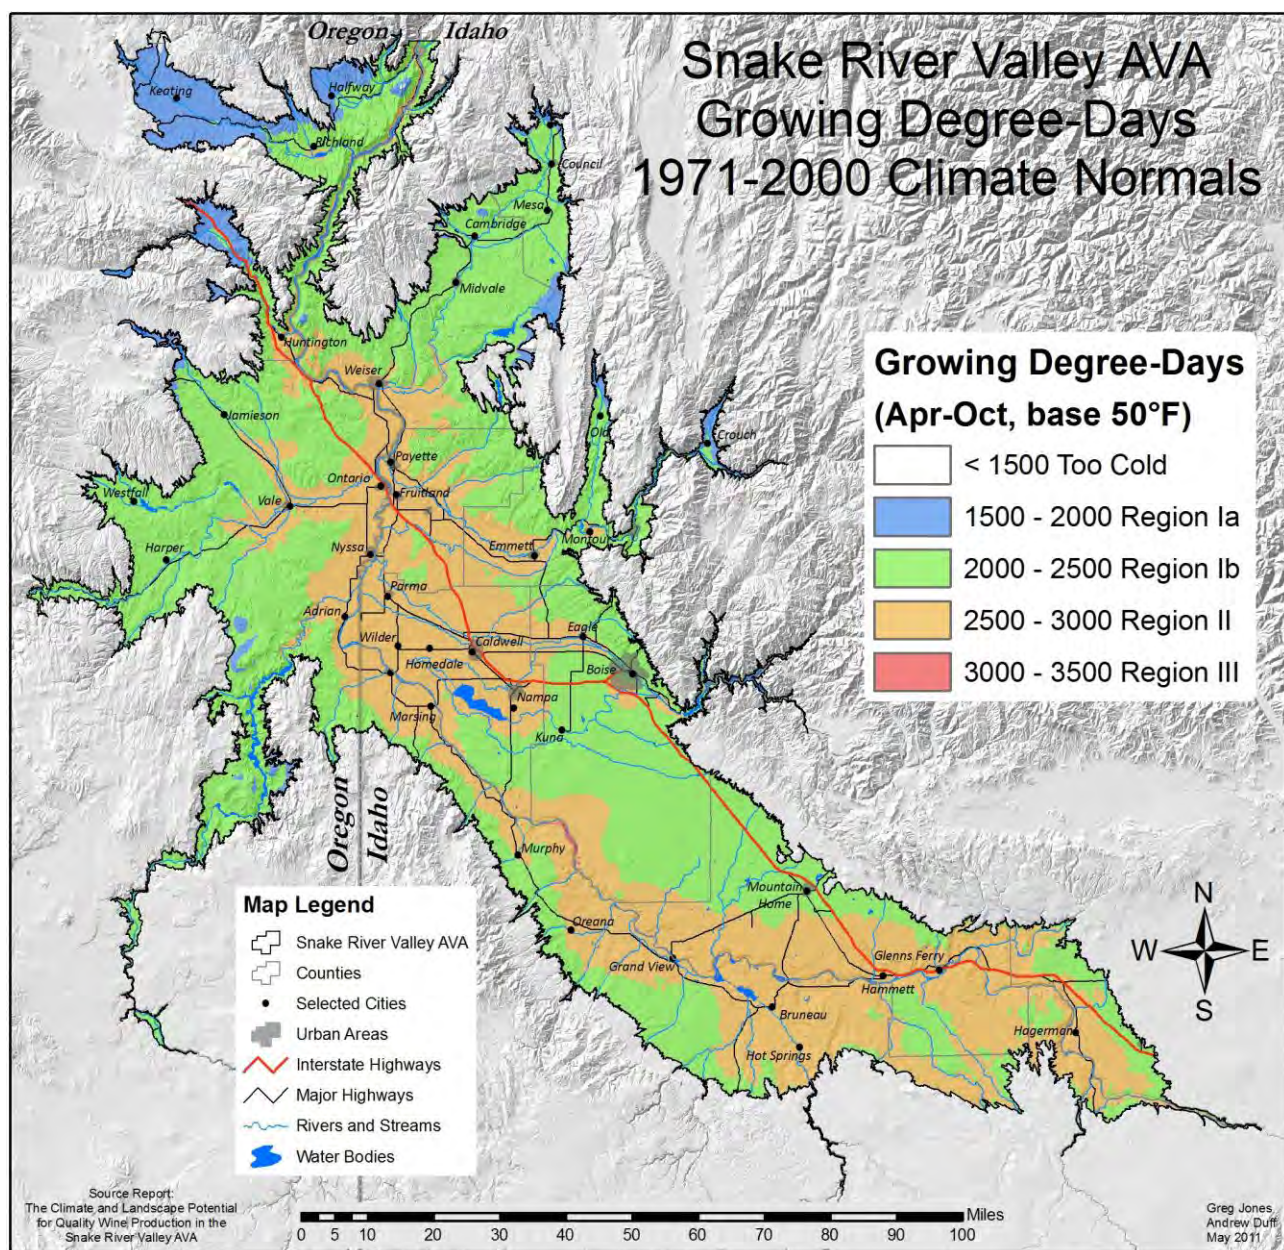 Oregon
Idaho
Snake River Valley AVA
Growing Degree-Days
1971-2000 Climate Normals
Keating
Halfway
Richland
Council
Mesa
Cambridge
Midvale
Huntington
Weiser
Jamieson
Old
Crouch
Payette
Ontario
Fruitland
Westfall
Vale
Harper
Nyssa
Emmett
Montou
Parma
Adrian
Wilder
Homedale
Caldwell
Eagle
Boise
Nampa
Marsing
Kuna
Oregon
Idaho
Murphy
Mountain
Home
Oreana
Grand View
Glenns Ferry
Hammett
Bruneau
Hot Springs
Hagerman
Growing Degree-Days
(Apr-Oct, base 50°F)
< 1500 Too Cold
1500 - 2000 Region Ia
2000 - 2500 Region Ib
2500 - 3000 Region II
3000 - 3500 Region III
N
W
E
S
Map Legend
Snake River Valley AVA
Counties
Selected Cities
Urban Areas
Interstate Highways
Major Highways
Rivers and Streams
Water Bodies
Source Report:
The Climate and Landscape Potential
for Quality Wine Production in the
Snake River Valley AVA
Miles
0 5 10 20 30 40 50 60 70 80 90 100
Greg Jones
Andrew Duff
May 2011